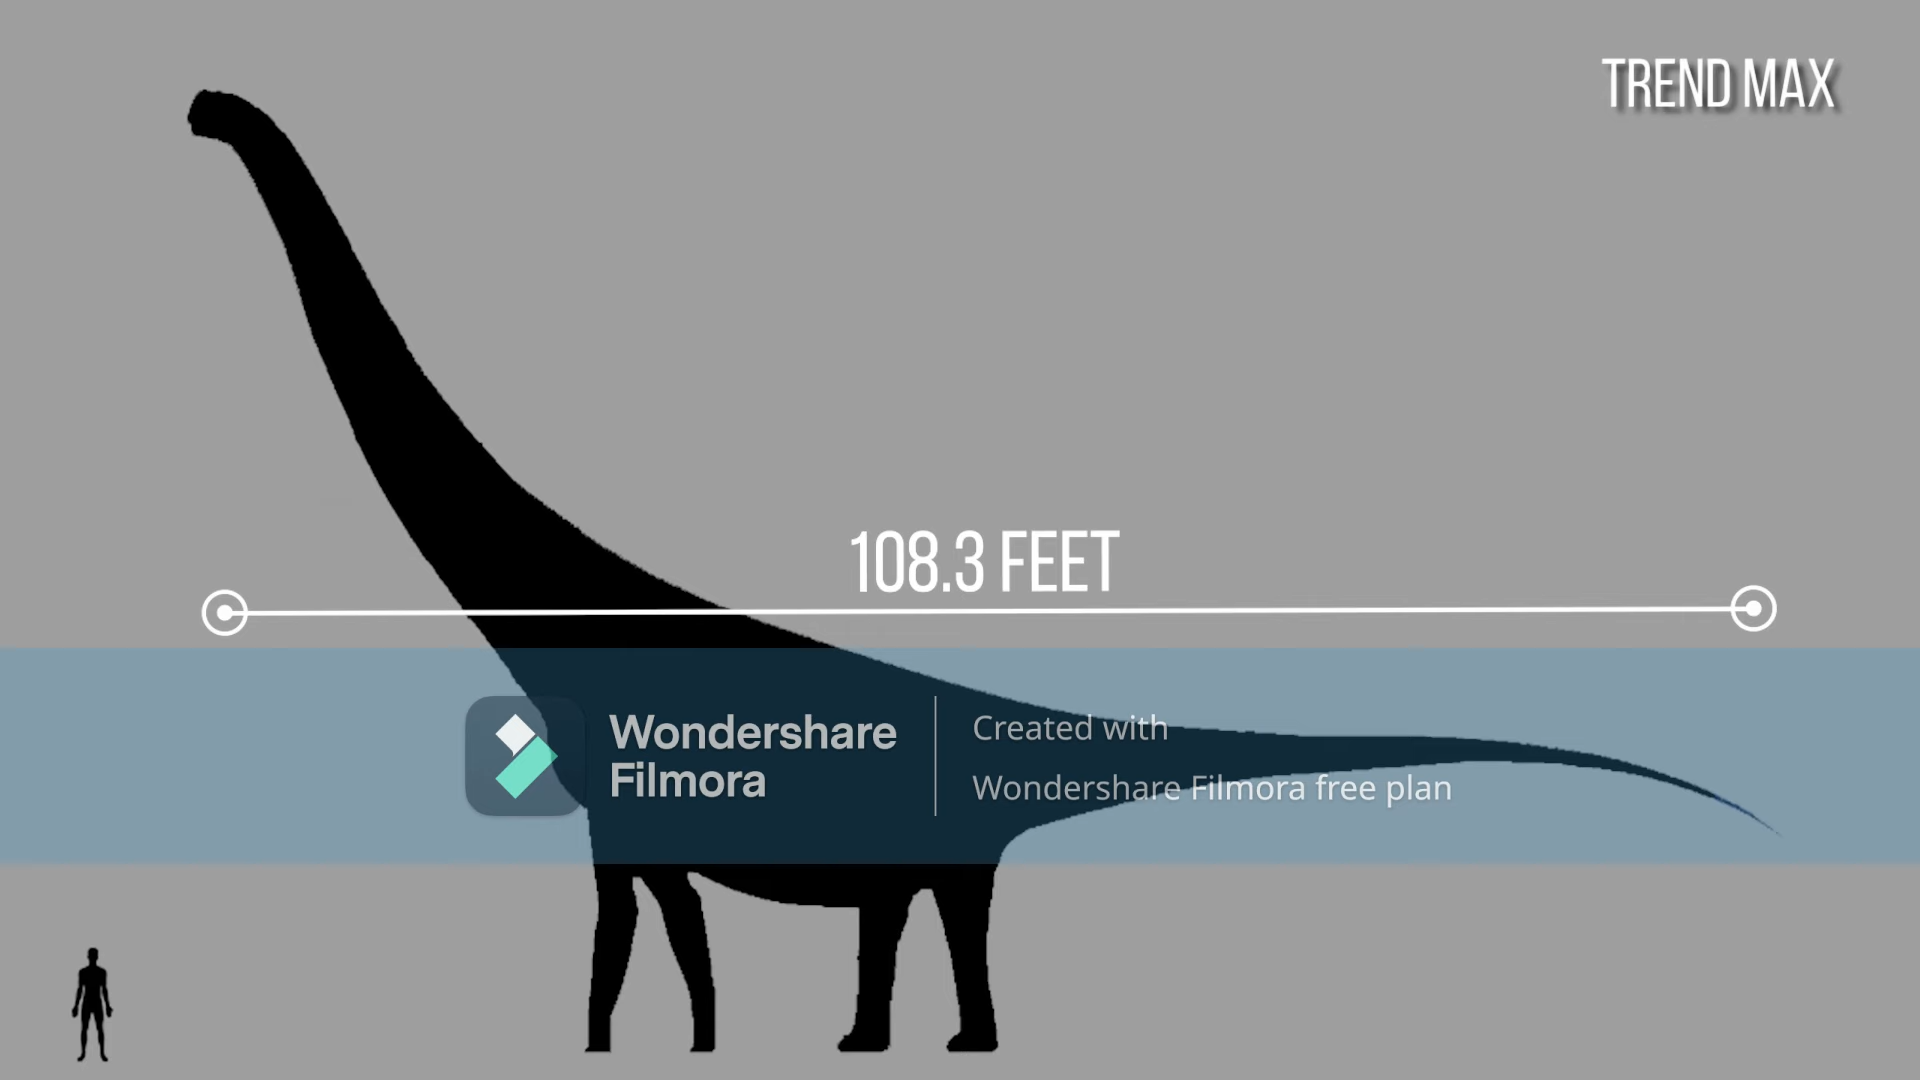 TREND MAX
108.3 FEET
Wondershare
Filmora
Created with
Wondershare Filmora free plan